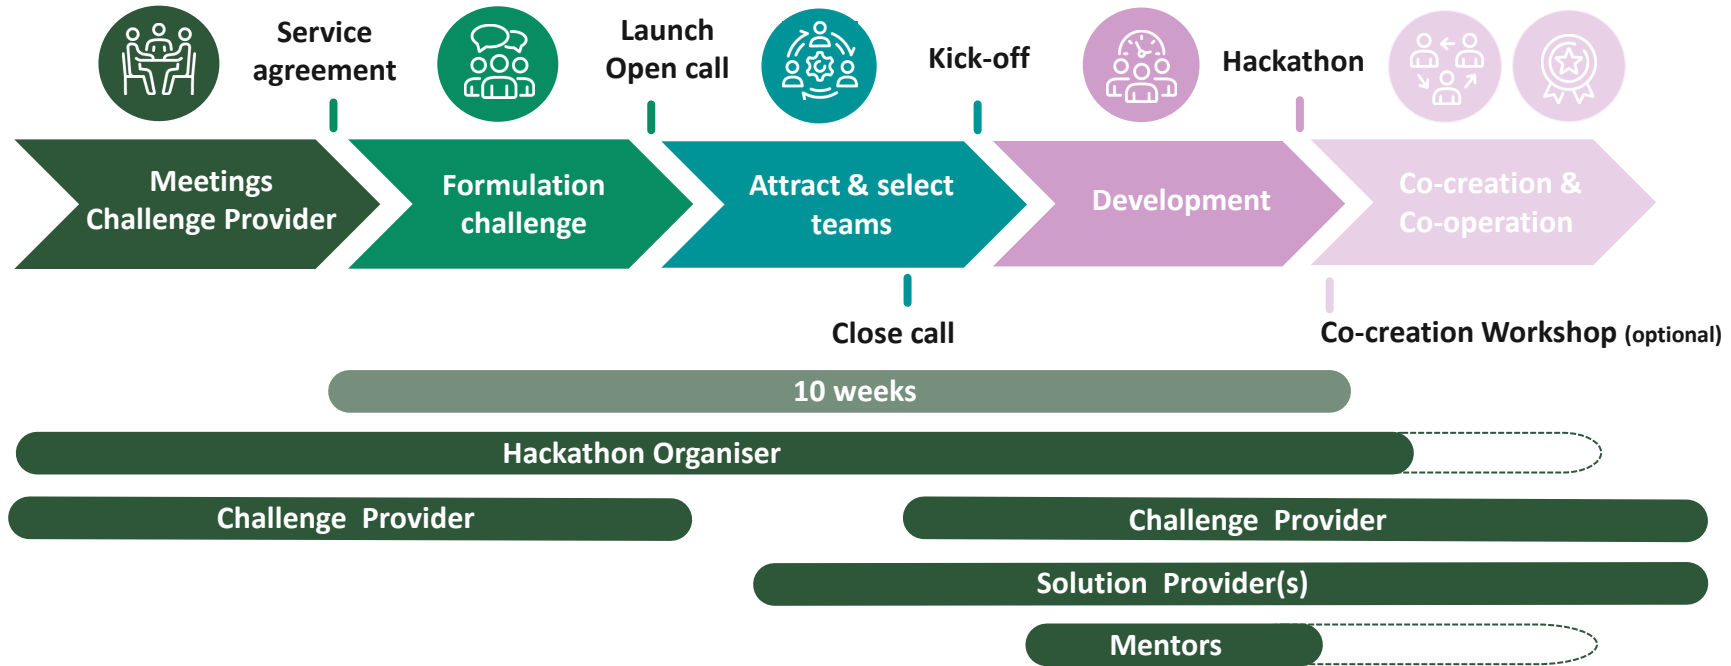 Service
agreement
Launch
Open call
Kick-off
Hackathon
Meetings
Challenge Provider
Formulation
challenge
Attract & select
teams
Development
Co-creation &
Co-operation
Close call
Co-creation Workshop (optional)
10 weeks
Hackathon Organiser
Challenge Provider
Challenge Provider
Solution Provider(s)
Mentors